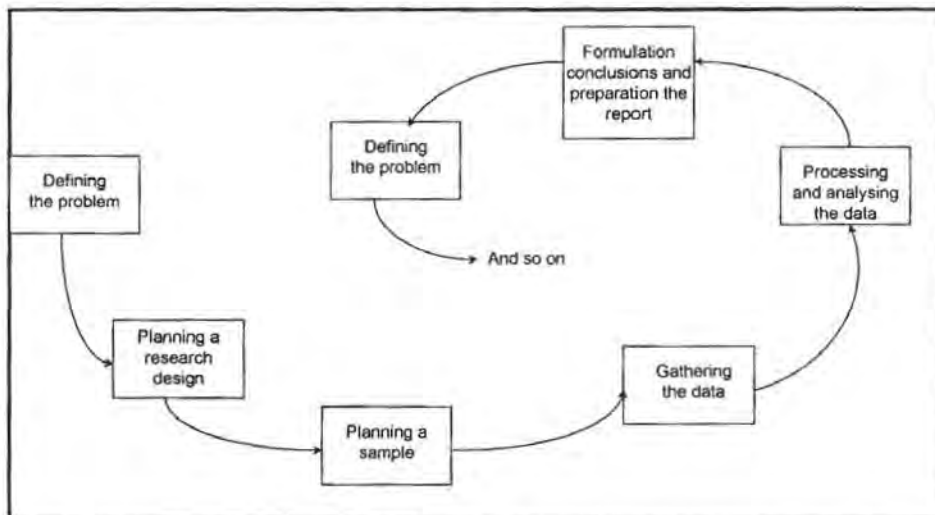 Defining
the problem
Planning a
research
design
Planning a
sample
Gathering
the data
Processing
and analysing
the data
Formulation
conclusions and
preparation the
report
Defining
the problem
And so on